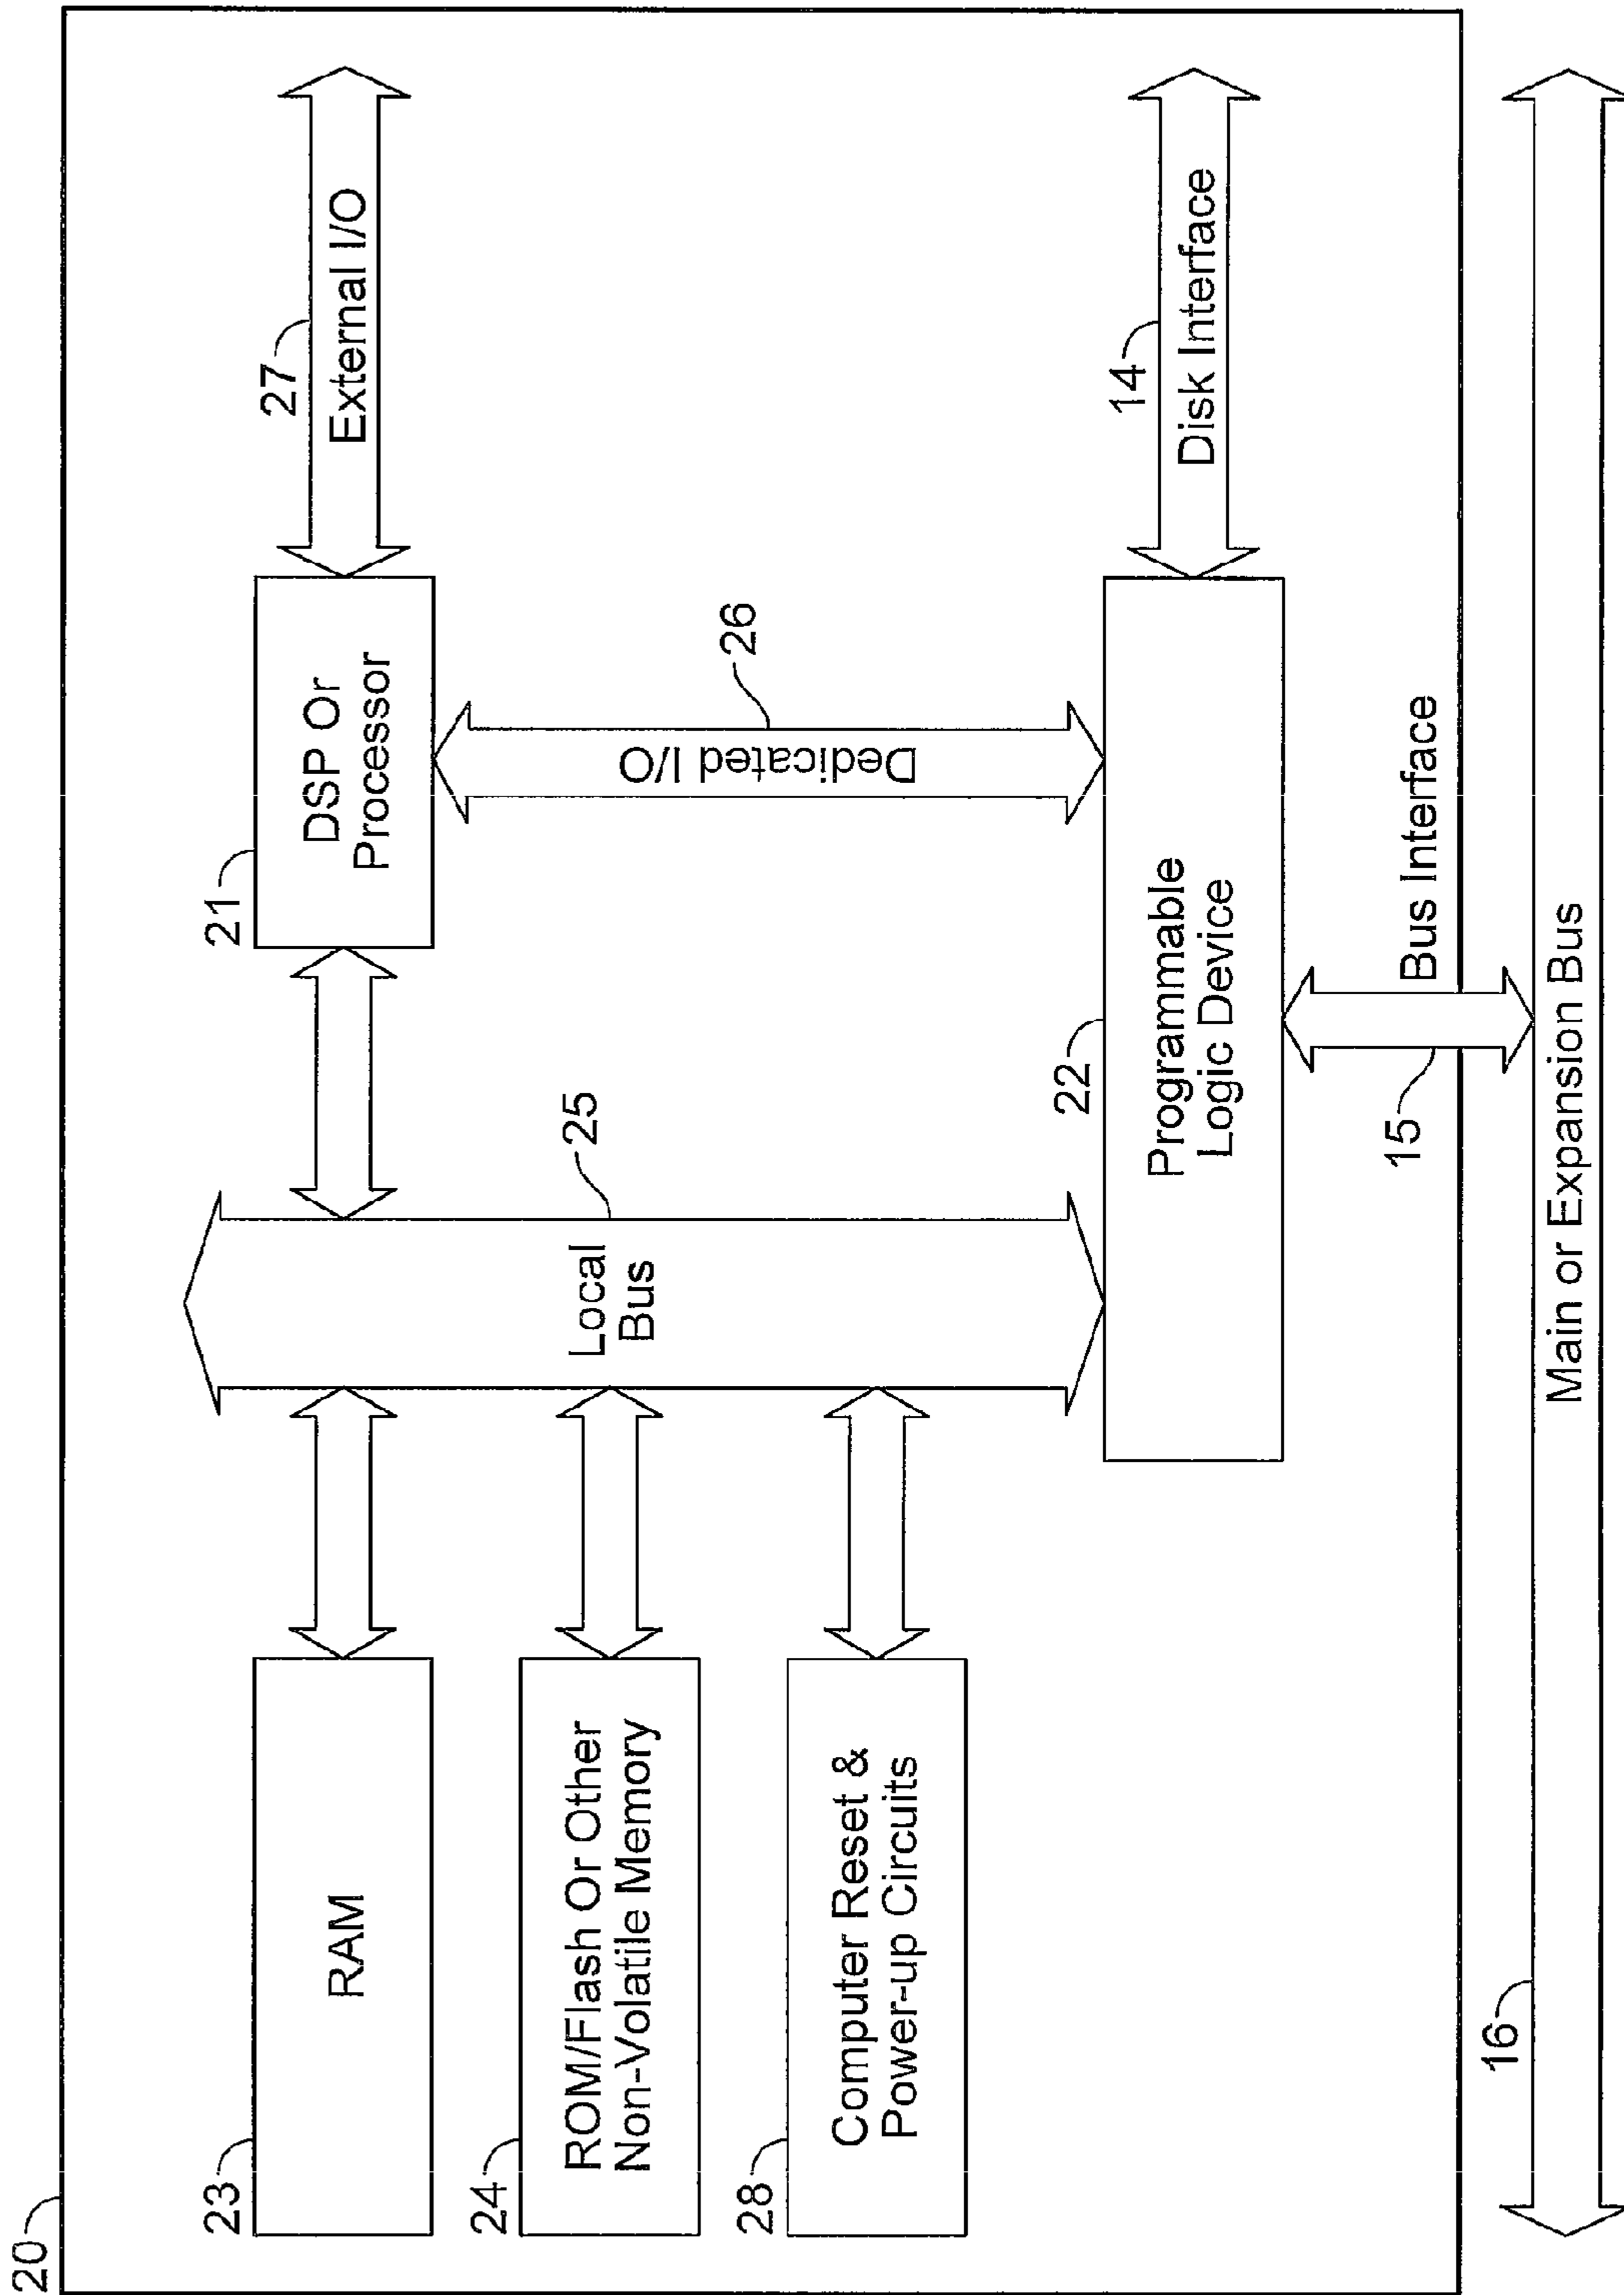 20
23
RAM
24
ROM/Flash Or Other
Non-Volatile Memory
28
Computer Reset &
Power-up Circuits
Local
Bus
25
21
DSP Or
Processor
27
External I/O
Dedicated I/O
26
22
Programmable
Logic Device
14
Disk Interface
15
Bus Interface
16
Main or Expansion Bus